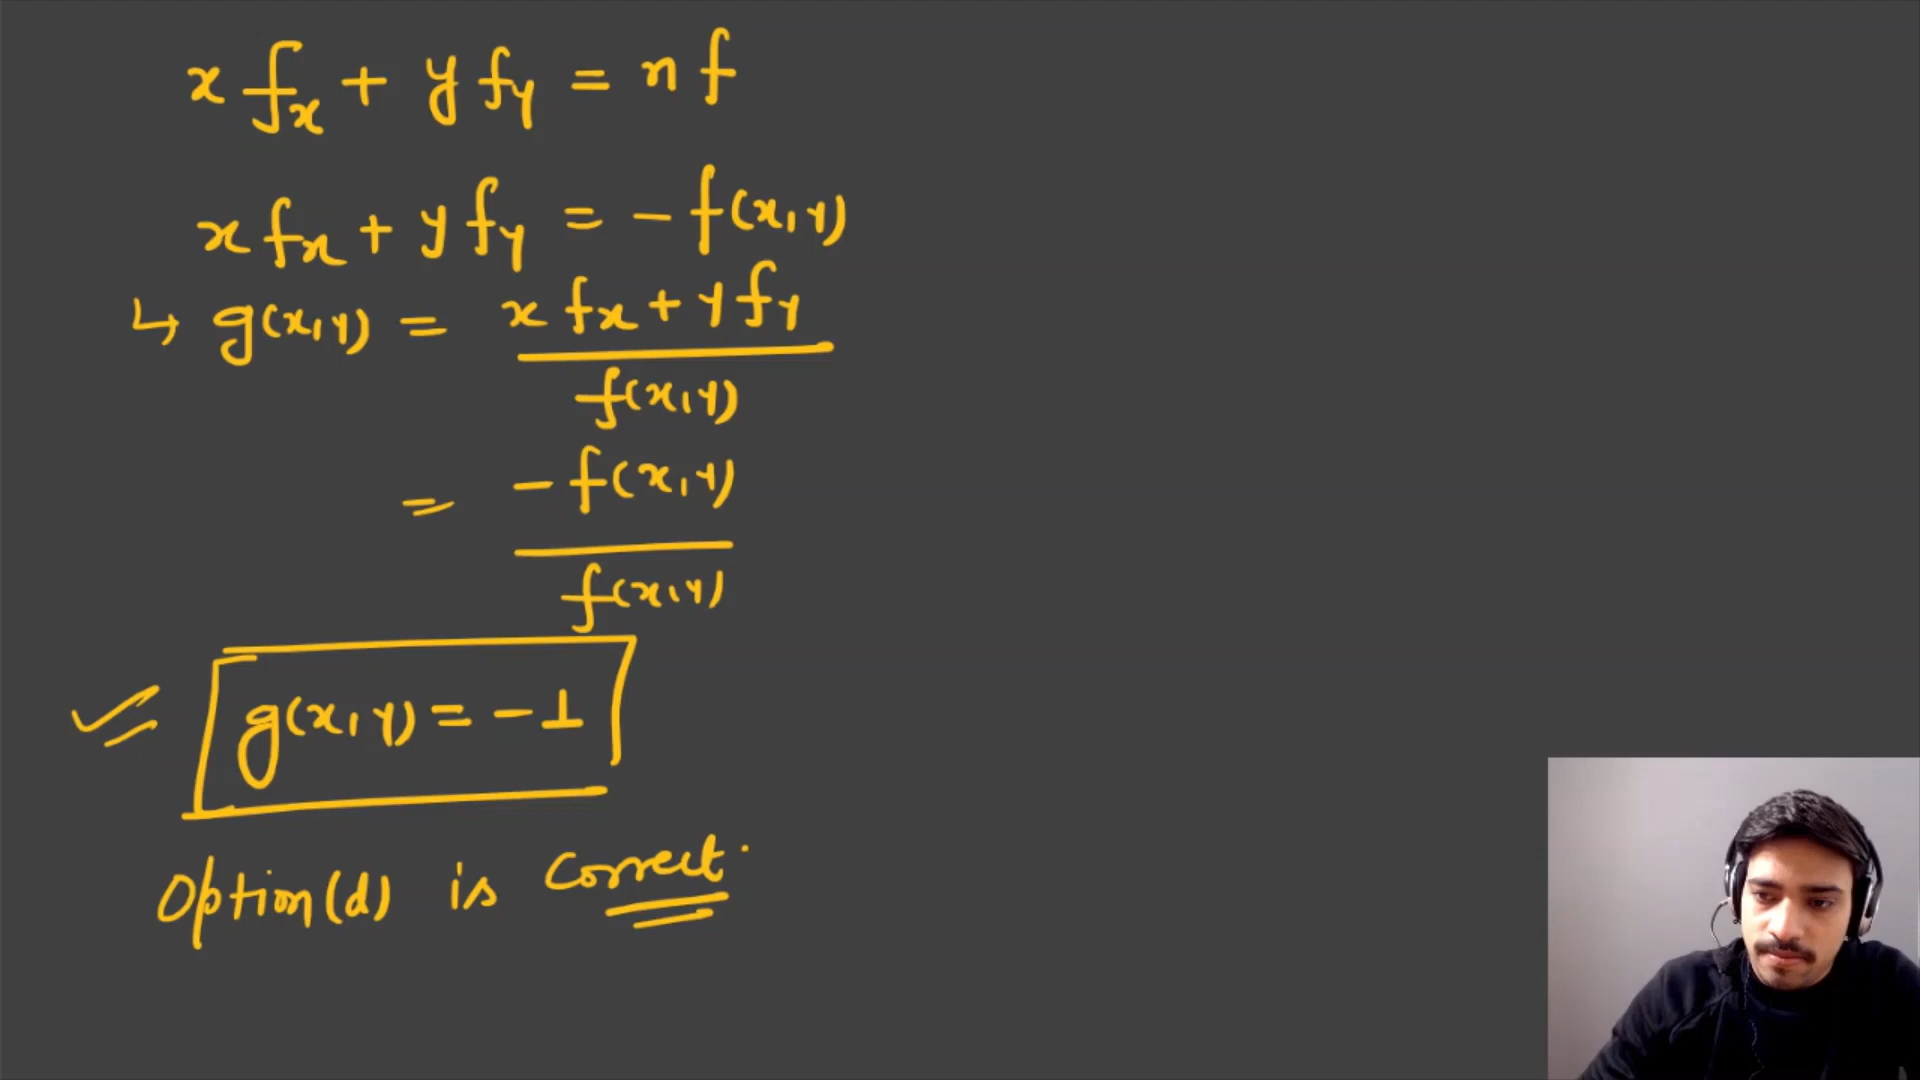 x fx + y fy = n f
x fx + y fy = - f(x,y)
↳ g(x,y) = x fx + y fy
f(x,y)
= - f(x,y)
f(x,y)
g(x,y) = -1
Option(d) is correct.